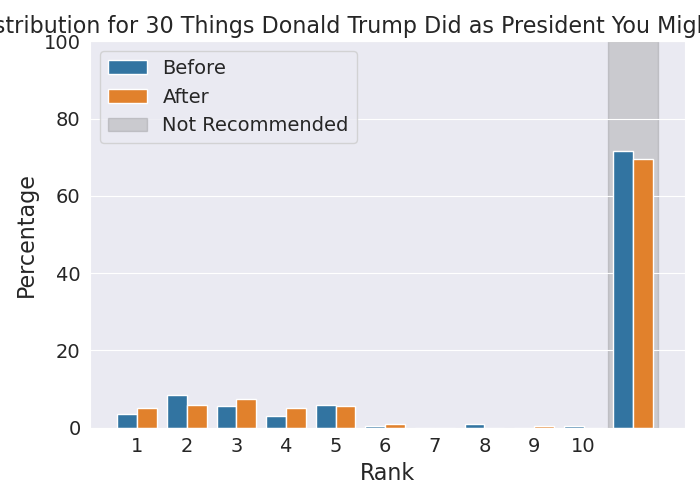 stribution for 30 Things Donald Trump Did as President You Mig
100
80
60
40
20
0
Percentage
Before
After
Not Recommended
1 2 3 4 5 6 7 8 9 10
Rank